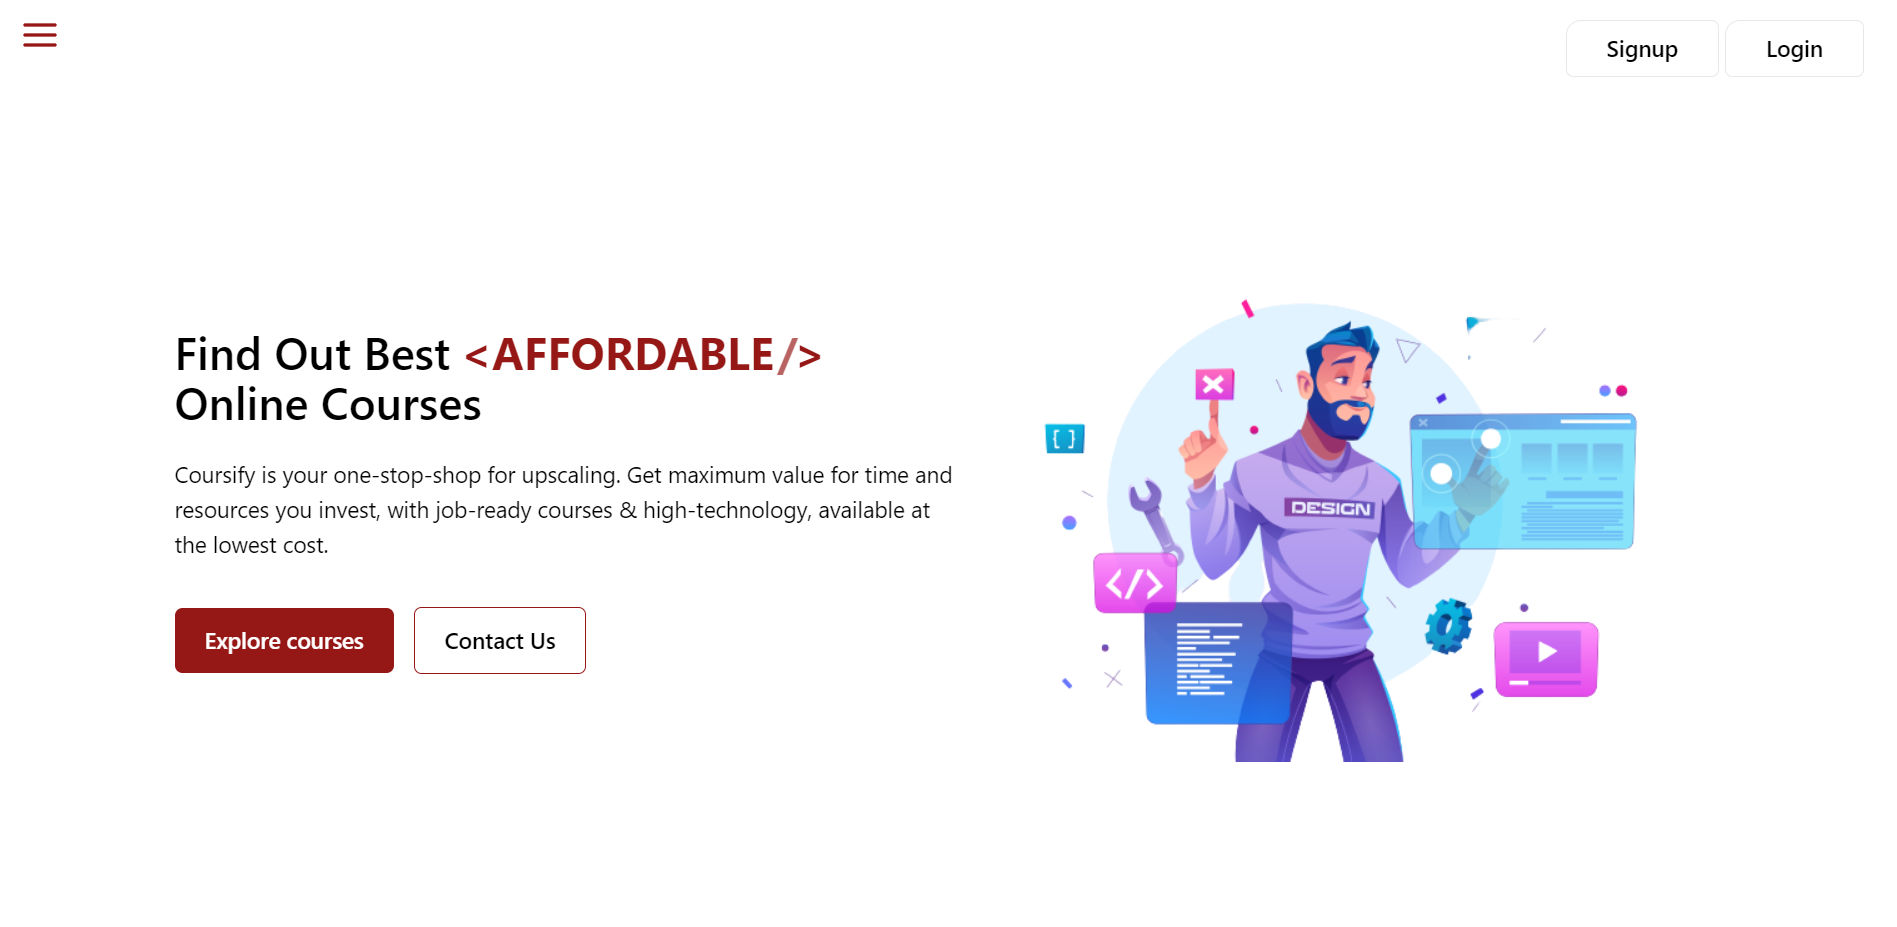 Signup
Login
Find Out Best <AFFORDABLE/>
Online Courses
Coursify is your one-stop-shop for upscaling. Get maximum value for time and
resources you invest, with job-ready courses & high-technology, available at
the lowest cost.
Explore courses
Contact Us
{ }
DESIGN
</>